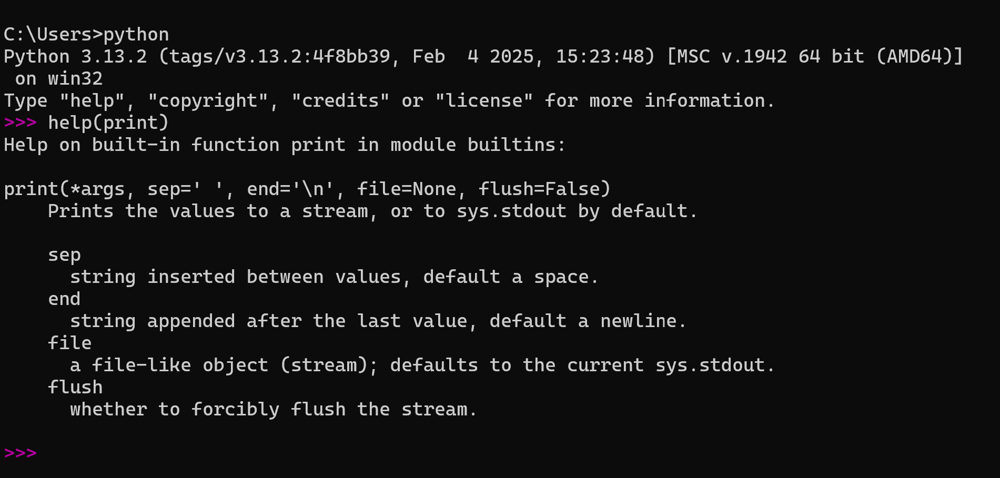 C:\Users>python
Python 3.13.2 (tags/v3.13.2:4f8bb39, Feb  4 2025, 15:23:48) [MSC v.1942 64 bit (AMD64)]
 on win32
Type "help", "copyright", "credits" or "license" for more information.
>>> help(print)
Help on built-in function print in module builtins:

print(*args, sep=' ', end='\n', file=None, flush=False)
    Prints the values to a stream, or to sys.stdout by default.

    sep
      string inserted between values, default a space.
    end
      string appended after the last value, default a newline.
    file
      a file-like object (stream); defaults to the current sys.stdout.
    flush
      whether to forcibly flush the stream.

>>>